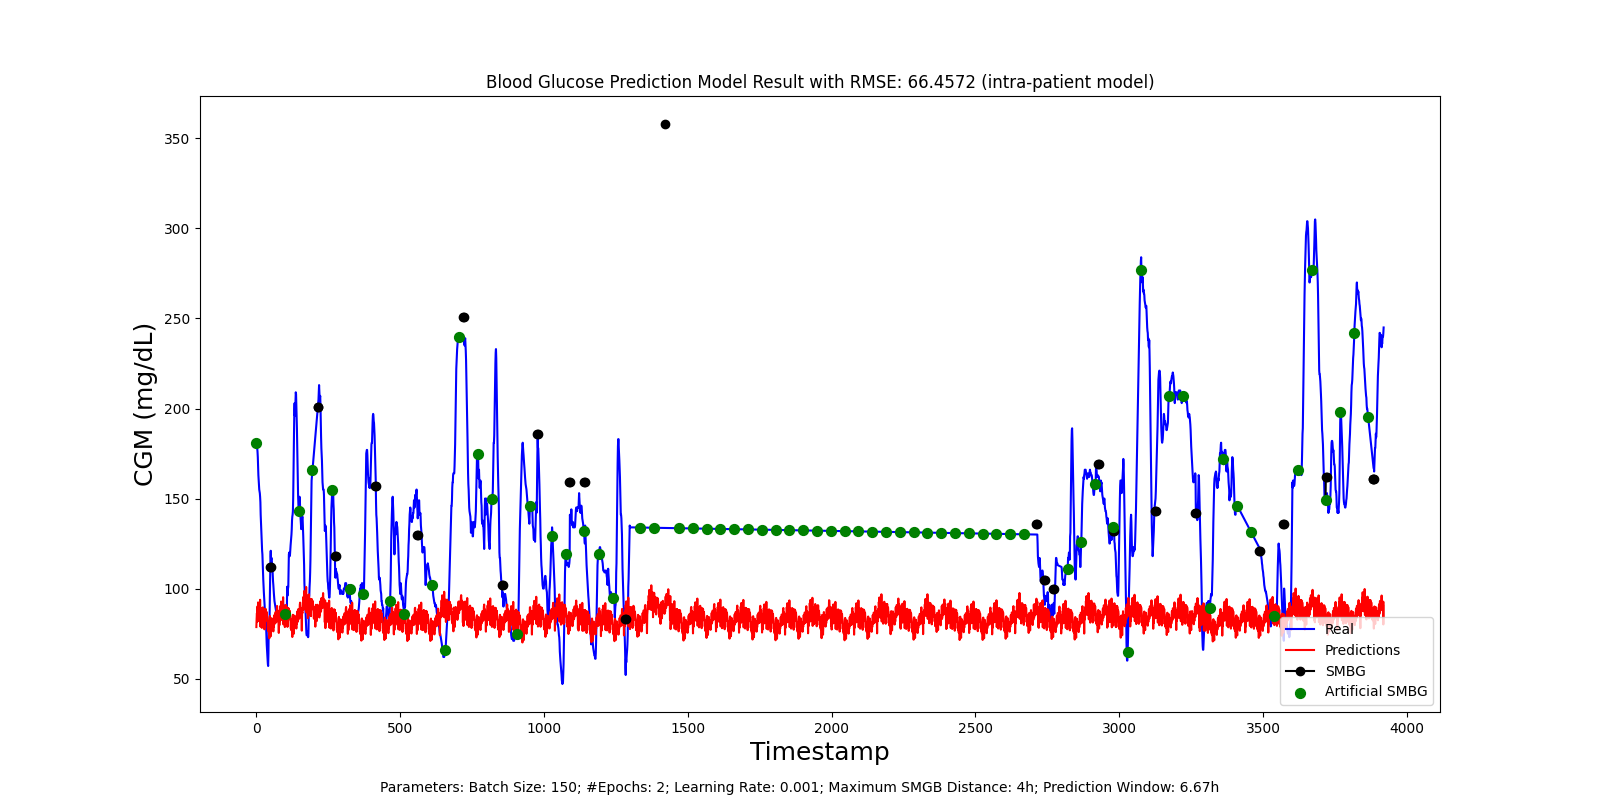 Blood Glucose Prediction Model Result with RMSE: 66.4572 (intra-patient model)
CGM (mg/dL)
350
300
250
200
150
100
50
Real
Predictions
SMBG
Artificial SMBG
0 500 1000 1500 2000 2500 3000 3500 4000
Timestamp
Parameters: Batch Size: 150; #Epochs: 2; Learning Rate: 0.001; Maximum SMGB Distance: 4h; Prediction Window: 6.67h